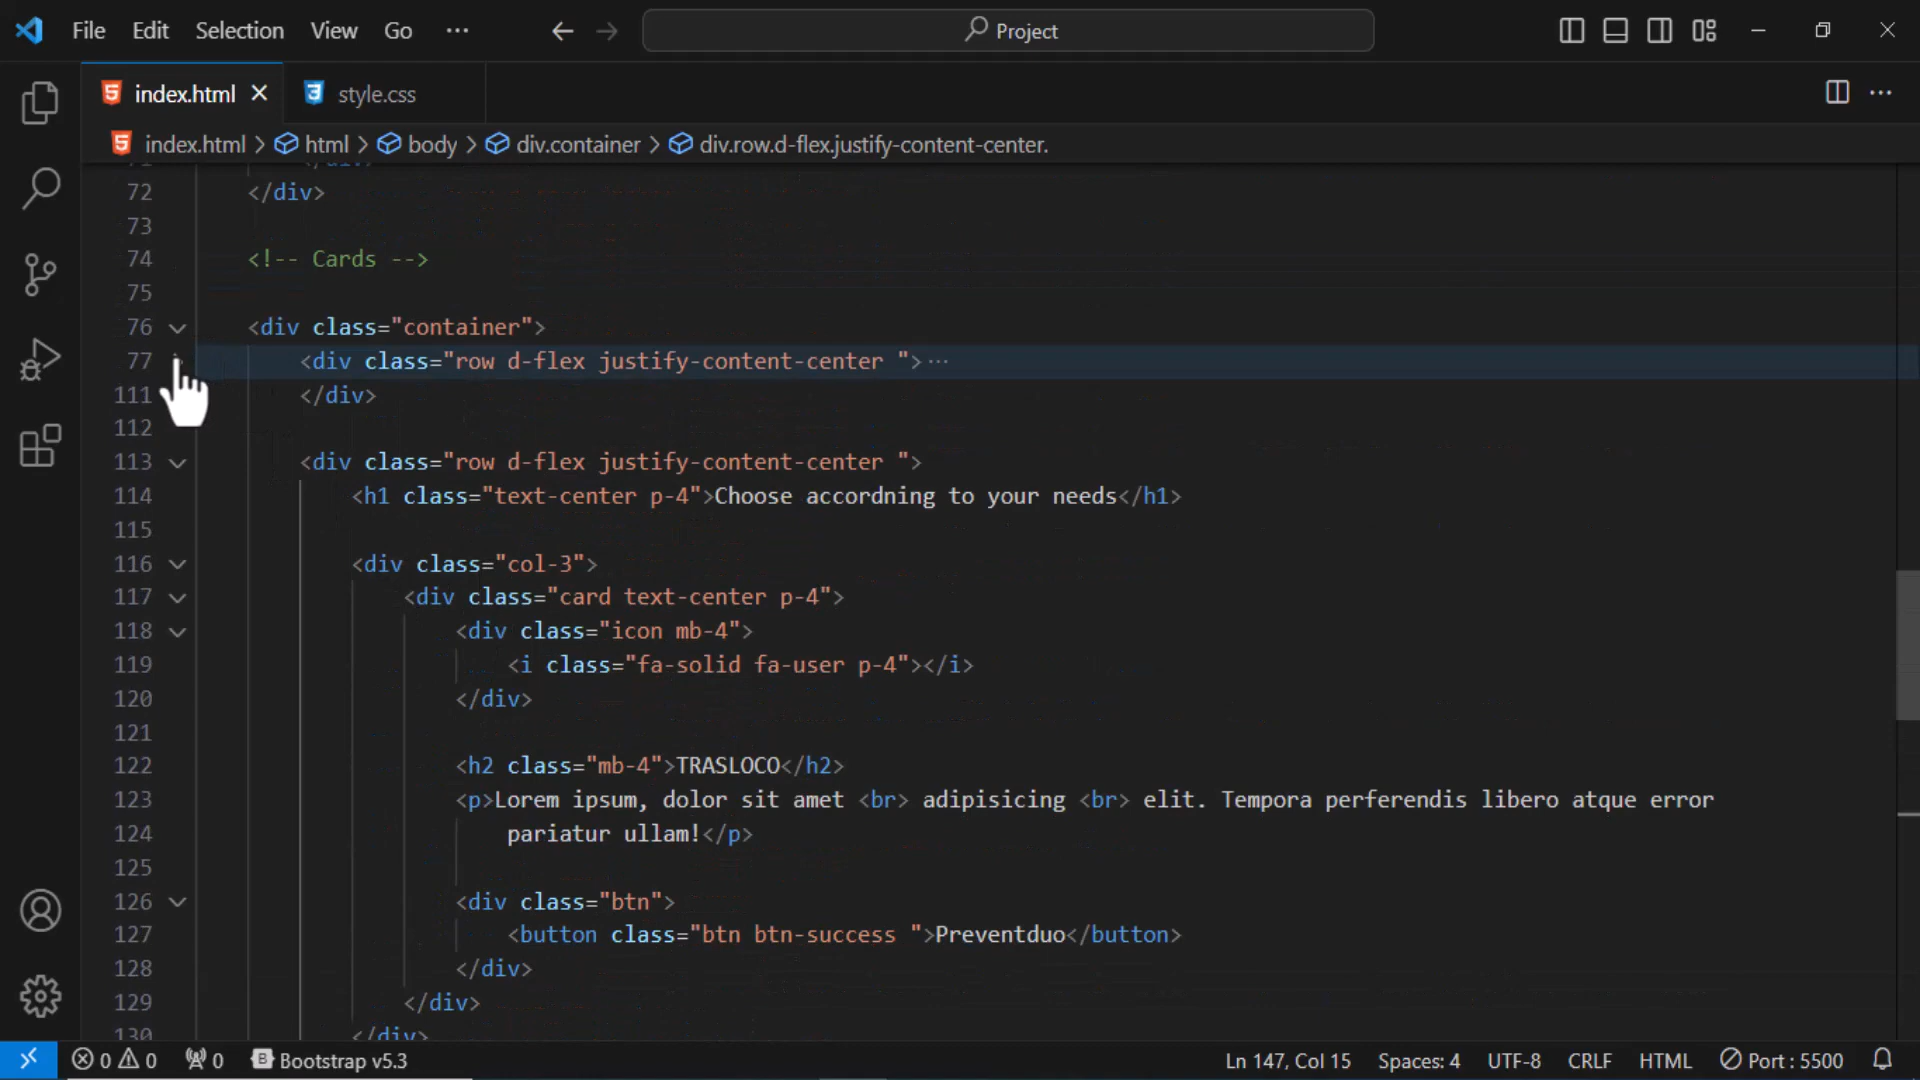 File Edit Selection View Go ··· Project
index.html style.css
index.html > html > body > div.container > div.row.d-flex.justify-content-center.
72 </div>
73
74 <!-- Cards -->
75
76 <div class="container">
77 <div class="row d-flex justify-content-center ">···
111 </div>
112
113 <div class="row d-flex justify-content-center ">
114 <h1 class="text-center p-4">Choose accordning to your needs</h1>
115
116 <div class="col-3">
117 <div class="card text-center p-4">
118 <div class="icon mb-4">
119 <i class="fa-solid fa-user p-4"></i>
120 </div>
121
122 <h2 class="mb-4">TRASLOCO</h2>
123 <p>Lorem ipsum, dolor sit amet <br> adipisicing <br> elit. Tempora perferendis libero atque error
124 pariatur ullam!</p>
125
126 <div class="btn">
127 <button class="btn btn-success ">Preventduo</button>
128 </div>
129 </div>
130 </div>
0 0 0 Bootstrap v5.3 Ln 147, Col 15 Spaces: 4 UTF-8 CRLF HTML Port : 5500